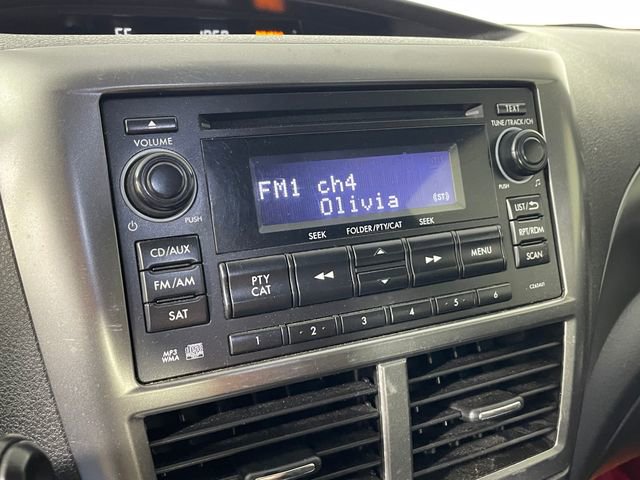 TEXT
VOLUME
TUNE/TRACK/CH
FM1 ch4
Olivia (ST)
PUSH
PUSH
SEEK FOLDER/PTY/CAT SEEK
LIST/
RPT/RDM
SCAN
CD/AUX
FM/AM
SAT
PTY
CAT
MENU
1 2 3 4 5 6
MP3
WMA